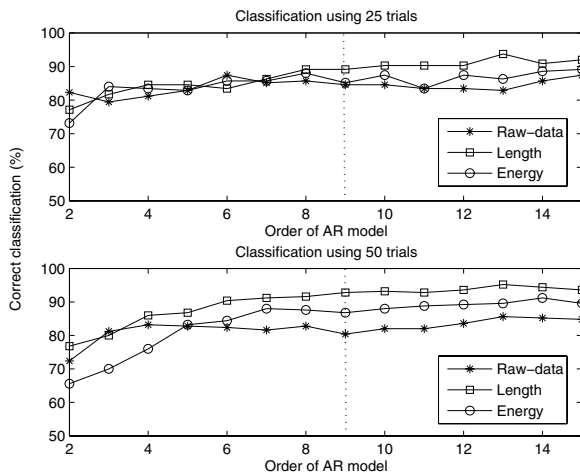 Classification using 25 trials
100
90
80
70
60
50
2 4 6 8 10 12 14
Raw-data
Length
Energy
Order of AR model
Correct classification (%)
Classification using 50 trials
100
90
80
70
60
50
2 4 6 8 10 12 14
Raw-data
Length
Energy
Order of AR model